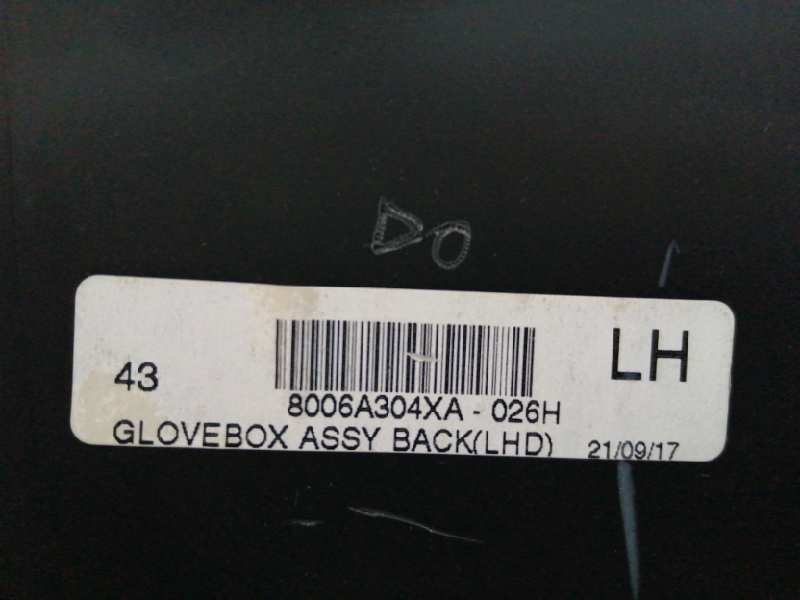 DO
LH
43
8006A304XA - 026H
GLOVEBOX ASSY BACK(LHD) 21/09/17